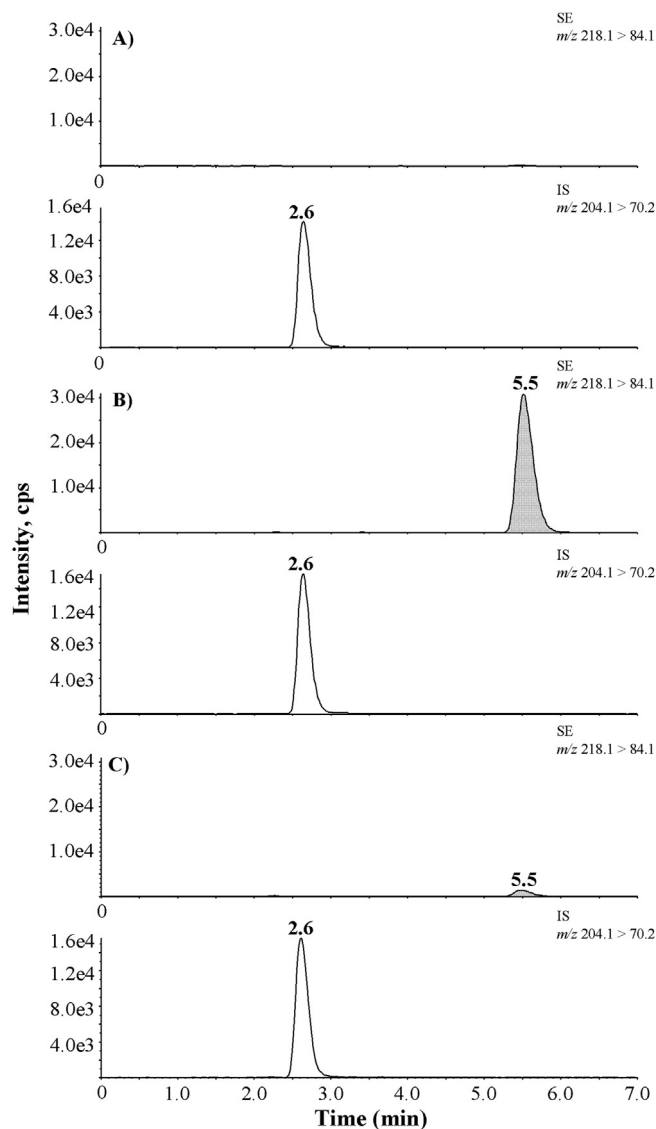 SE
m/z 218.1 > 84.1
A)
3.0e4
2.0e4
1.0e4
0
IS
m/z 204.1 > 70.2
1.6e4
1.2e4
8.0e3
4.0e3
2.6
0
SE
m/z 218.1 > 84.1
B)
3.0e4
2.0e4
1.0e4
5.5
0
IS
m/z 204.1 > 70.2
1.6e4
1.2e4
8.0e3
4.0e3
2.6
SE
m/z 218.1 > 84.1
C)
3.0e4
2.0e4
1.0e4
5.5
0
IS
m/z 204.1 > 70.2
1.6e4
1.2e4
8.0e3
4.0e3
2.6
0 1.0 2.0 3.0 4.0 5.0 6.0 7.0
Time (min)
Intensity, cps